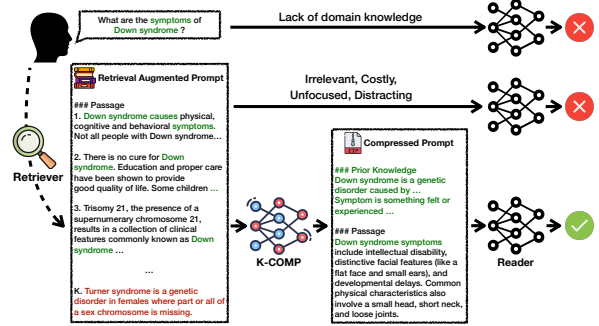 What are the symptoms of
Down syndrome ?
Lack of domain knowledge
Retrieval Augmented Prompt
### Passage
1. Down syndrome causes physical,
cognitive and behavioral symptoms.
Not all people with Down syndrome...
2. There is no cure for Down
syndrome. Education and proper care
have been shown to provide
good quality of life. Some children ...
3. Trisomy 21, the presence of a
supernumerary chromosome 21,
results in a collection of clinical
features commonly known as Down
syndrome ...
...
K. Turner syndrome is a genetic
disorder in females where part or all of
a sex chromosome is missing.
Retriever
Irrelevant, Costly,
Unfocused, Distracting
K-COMP
ZIP
Compressed Prompt
### Prior Knowledge
Down syndrome is a genetic
disorder caused by ...
Symptom is something felt or
experienced ...
### Passage
Down syndrome symptoms
include intellectual disability,
distinctive facial features (like a
flat face and small ears), and
developmental delays. Common
physical characteristics also
involve a small head, short neck,
and loose joints.
Reader